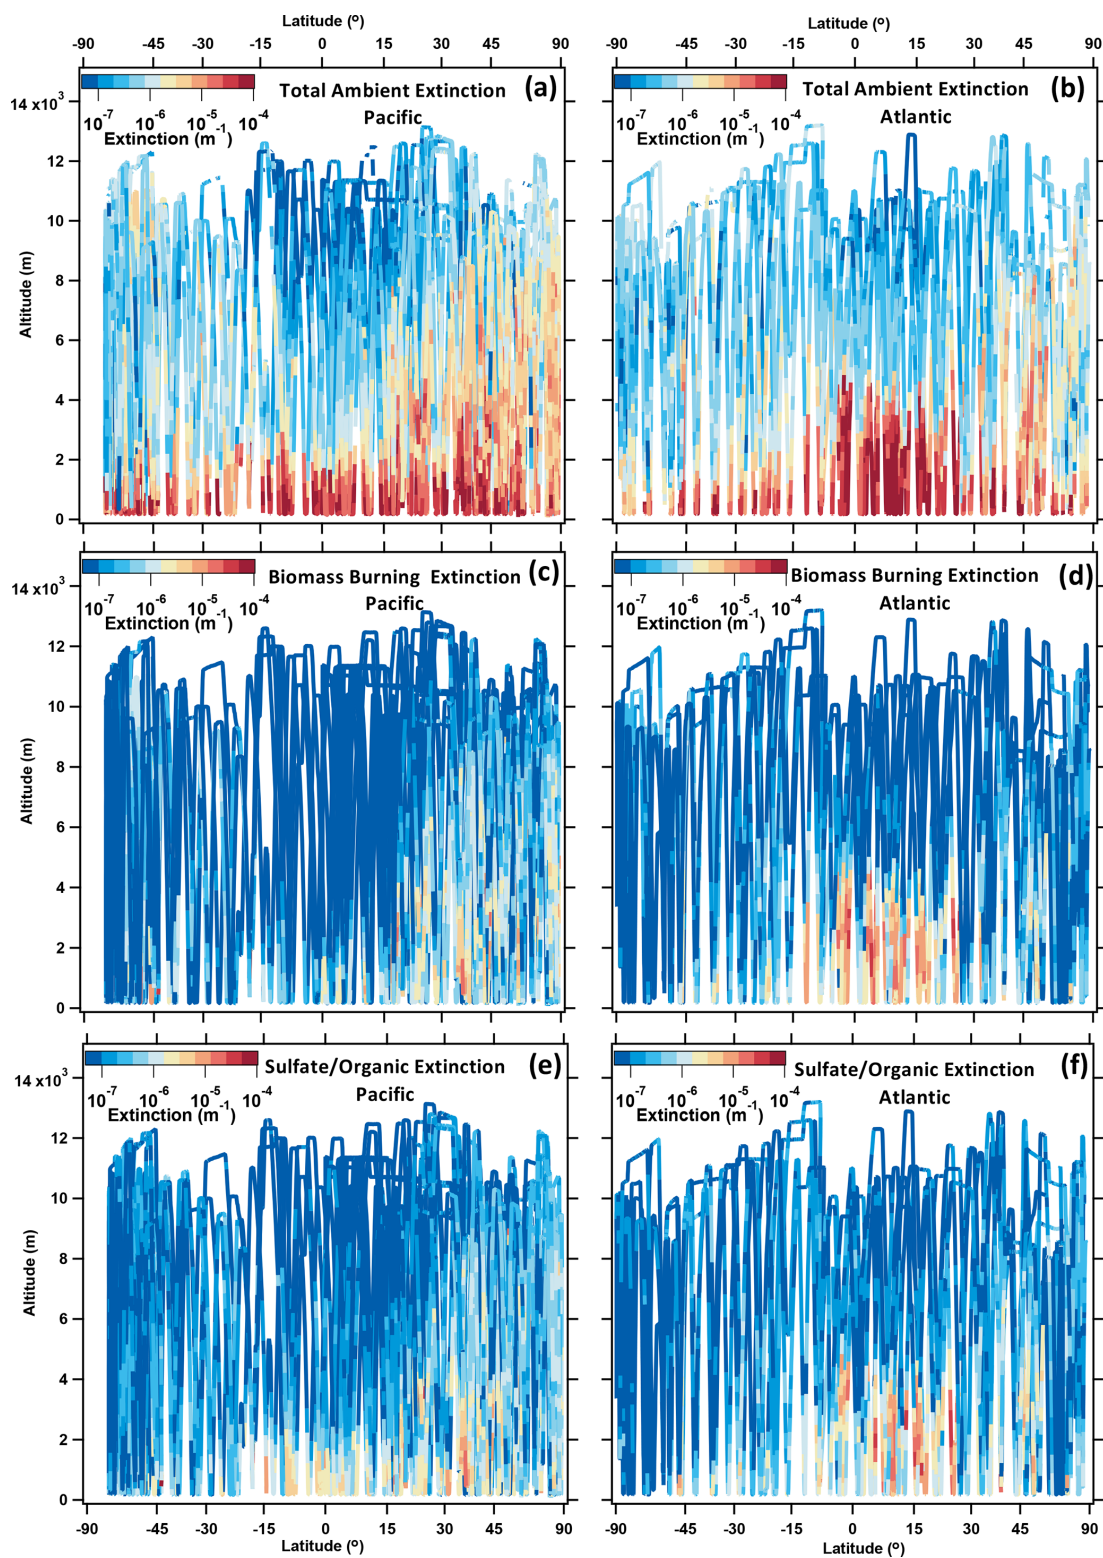 Latitude (o)
Latitude (o)
-90 -45 -30 -15 0 15 30 45 90
-90 -45 -30 -15 0 15 30 45 90
Total Ambient Extinction (a)
Pacific
10-7 10-6 10-5 10-4
Extinction (m-1)
Total Ambient Extinction (b)
Atlantic
10-7 10-6 10-5 10-4
Extinction (m-1)
14 x103
12
10
8
6
4
2
0
Altitude (m)
Biomass Burning Extinction (c)
Pacific
10-7 10-6 10-5 10-4
Extinction (m-1)
Biomass Burning Extinction (d)
Atlantic
10-7 10-6 10-5 10-4
Extinction (m-1)
14 x103
12
10
8
6
4
2
0
Altitude (m)
Sulfate/Organic Extinction (e)
Pacific
10-7 10-6 10-5 10-4
Extinction (m-1)
Sulfate/Organic Extinction (f)
Atlantic
10-7 10-6 10-5 10-4
Extinction (m-1)
14 x103
12
10
8
6
4
2
0
Altitude (m)
-90 -45 -30 -15 0 15 30 45 90
-90 -45 -30 -15 0 15 30 45 90
Latitude (o)
Latitude (o)